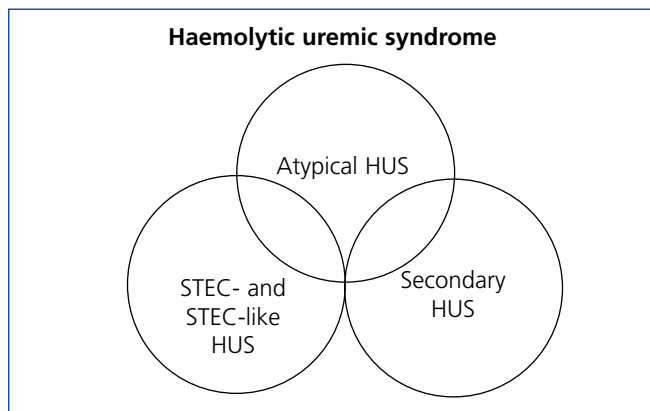 Haemolytic uremic syndrome
Atypical HUS
STEC- and
STEC-like
HUS
Secondary
HUS